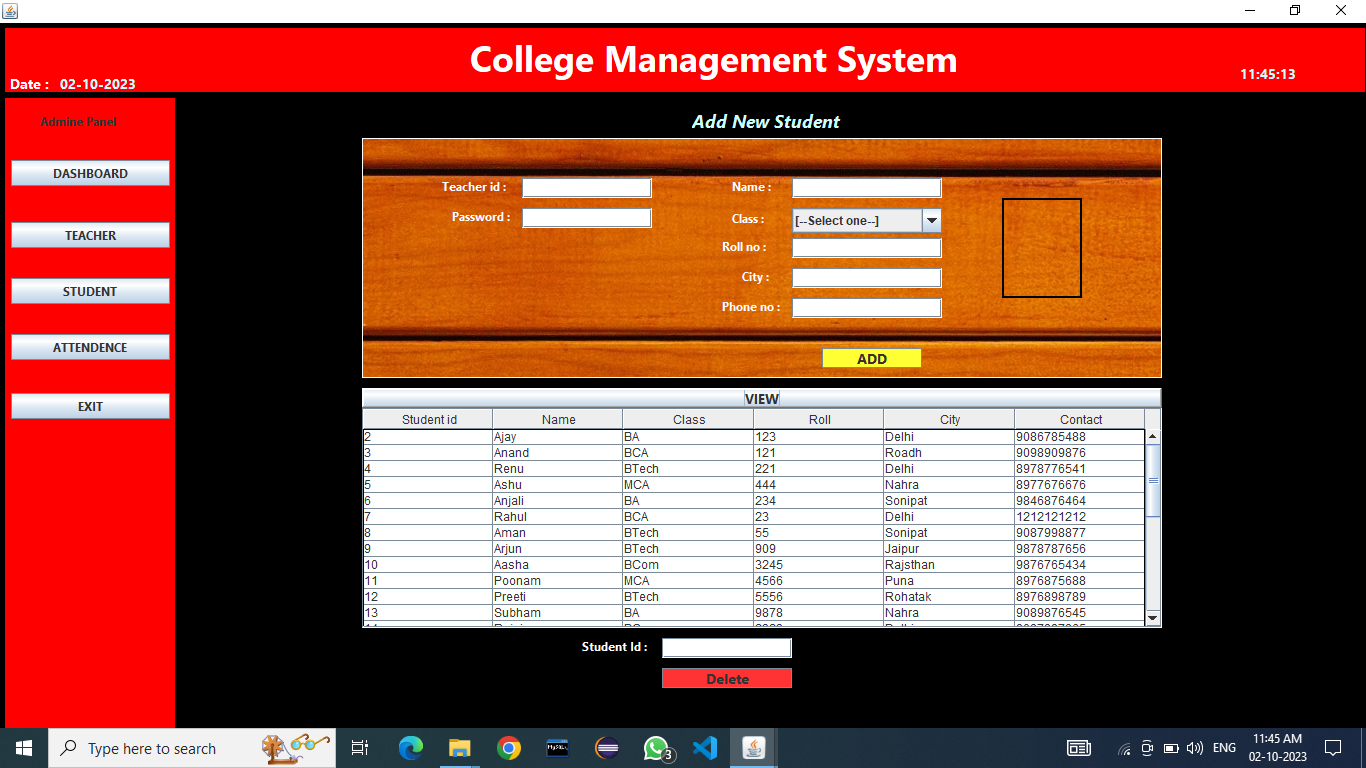 College Management System
Date : 02-10-2023
11:45:13
Admine Panel
DASHBOARD
TEACHER
STUDENT
ATTENDENCE
EXIT
Add New Student
Teacher id :
Name :
Password :
Class : [--Select one--]
Roll no :
City :
Phone no :
ADD
VIEW
Student id Name Class Roll City Contact
2 Ajay BA 123 Delhi 9086785488
3 Anand BCA 121 Roadh 9098909876
4 Renu BTech 221 Delhi 8978776541
5 Ashu MCA 444 Nahra 8977676676
6 Anjali BA 234 Sonipat 9846876464
7 Rahul BCA 23 Delhi 1212121212
8 Aman BTech 55 Sonipat 9087998877
9 Arjun BTech 909 Jaipur 9878787656
10 Aasha BCom 3245 Rajsthan 9876765434
11 Poonam MCA 4566 Puna 8976875688
12 Preeti BTech 5556 Rohatak 8976898789
13 Subham BA 9878 Nahra 9089876545
Student Id :
Delete
Type here to search
MySQL
3
ENG
11:45 AM
02-10-2023